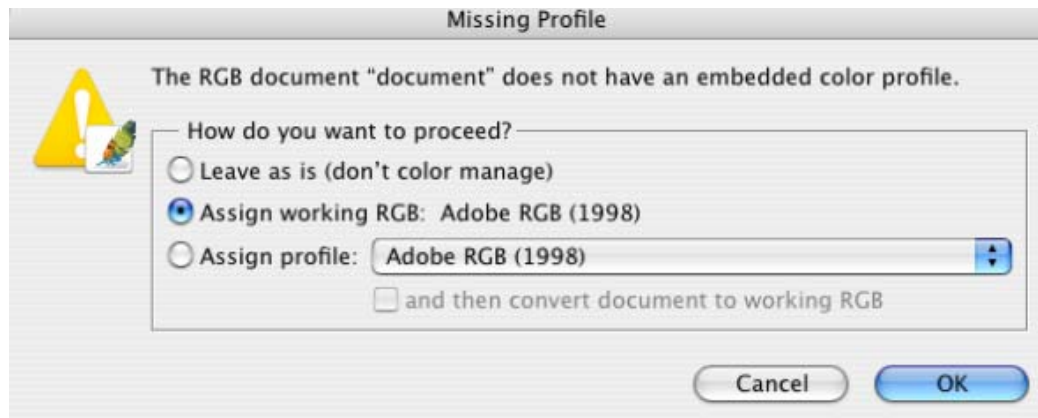 Missing Profile
The RGB document “document” does not have an embedded color profile.
How do you want to proceed?
Leave as is (don’t color manage)
Assign working RGB: Adobe RGB (1998)
Assign profile: Adobe RGB (1998)
and then convert document to working RGB
Cancel OK